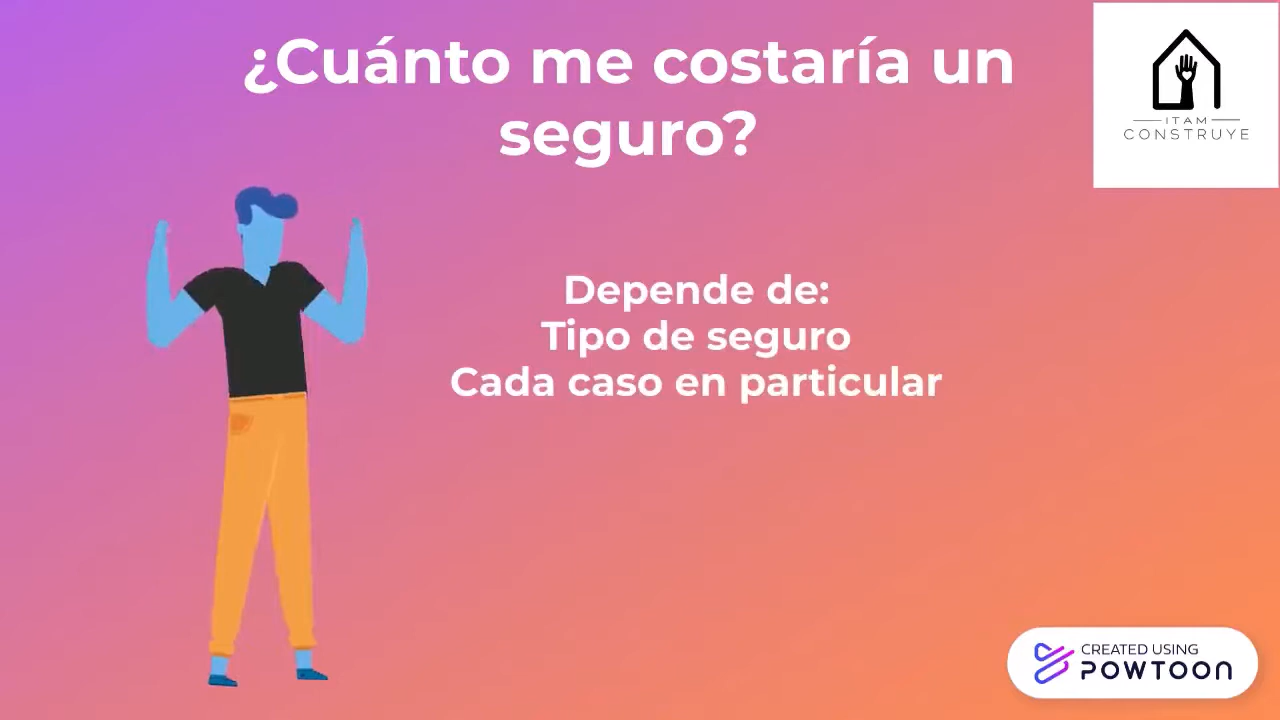 ¿Cuánto me costaría un
seguro?
ITAM
CONSTRUYE
Depende de:
Tipo de seguro
Cada caso en particular
CREATED USING
POWTOON